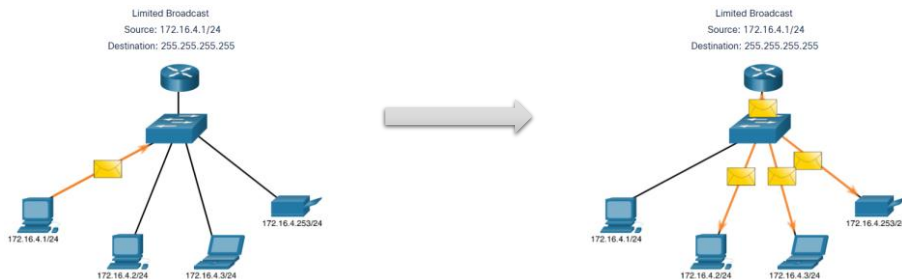 Limited Broadcast
Source: 172.16.4.1/24
Destination: 255.255.255.255
172.16.4.1/24
172.16.4.253/24
172.16.4.2/24
172.16.4.3/24
Limited Broadcast
Source: 172.16.4.1/24
Destination: 255.255.255.255
172.16.4.1/24
172.16.4.253/2
172.16.4.2/24
172.16.4.3/24